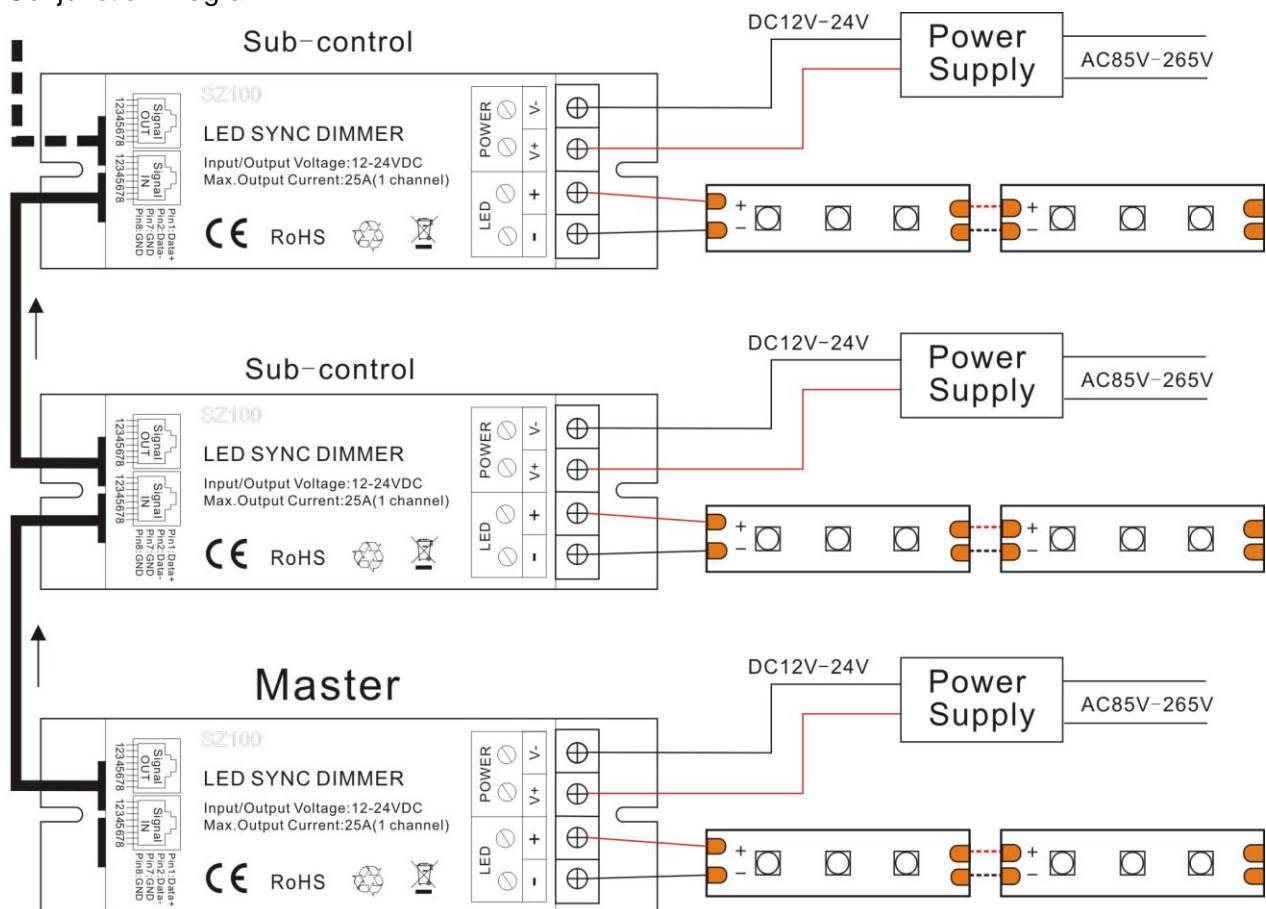 DC12V-24V
Power
Supply
AC85V-265V
Sub-control
SZ100
LED SYNC DIMMER
Input/Output Voltage:12-24VDC
Max.Output Current:25A(1 channel)
CE RoHS
12345678
Signal
OUT
12345678
Signal
IN
Pin1:Data+
Pin2:Data-
Pin7:GND
Pin8:GND
POWER
V-
V+
LED
+
-
+
-
+
-
DC12V-24V
Power
Supply
AC85V-265V
Sub-control
SZ100
LED SYNC DIMMER
Input/Output Voltage:12-24VDC
Max.Output Current:25A(1 channel)
CE RoHS
12345678
Signal
OUT
12345678
Signal
IN
Pin1:Data+
Pin2:Data-
Pin7:GND
Pin8:GND
POWER
V-
V+
LED
+
-
+
-
+
-
DC12V-24V
Power
Supply
AC85V-265V
Master
SZ100
LED SYNC DIMMER
Input/Output Voltage:12-24VDC
Max.Output Current:25A(1 channel)
CE RoHS
12345678
Signal
OUT
12345678
Signal
IN
Pin1:Data+
Pin2:Data-
Pin7:GND
Pin8:GND
POWER
V-
V+
LED
+
-
+
-
+
-